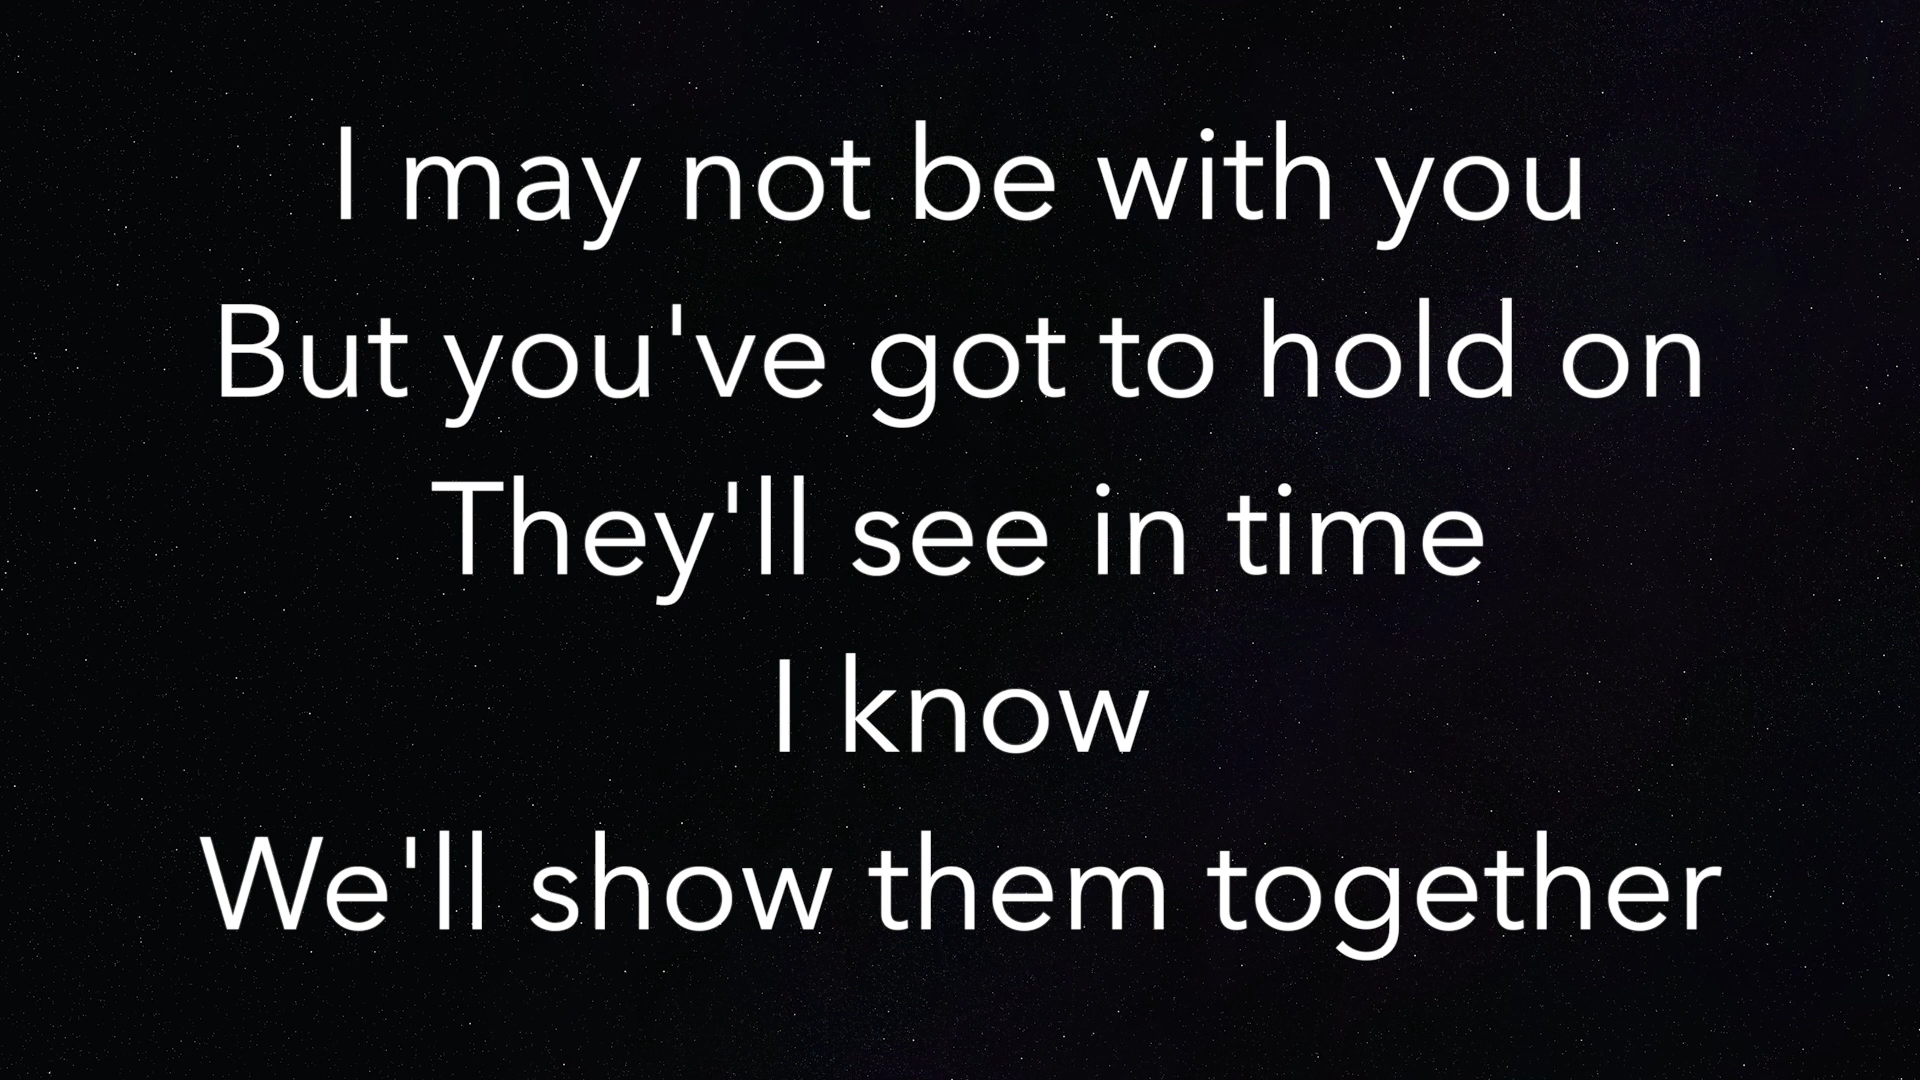 I may not be with you
But you've got to hold on
They'll see in time
I know
We'll show them together